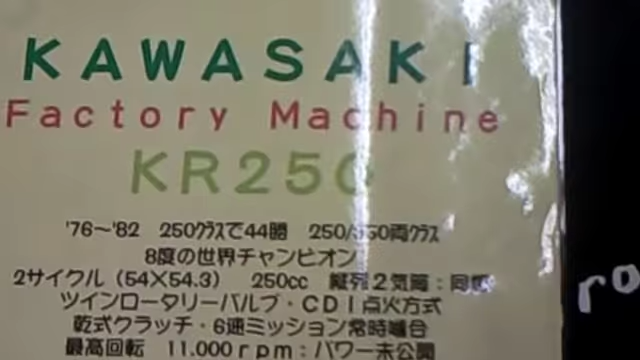 KAWASAKI
Factory Machine
KR250
'76〜'82 250クラスで44勝 250/350両クラス
8度の世界チャンピオン
2サイクル（54×54.3） 250cc 縦列2気筒：同爆
ツインロータリーバルブ・CDI点火方式
乾式クラッチ・6速ミッション常時噛合
最高回転 11.000rpm：パワー未公開
ro